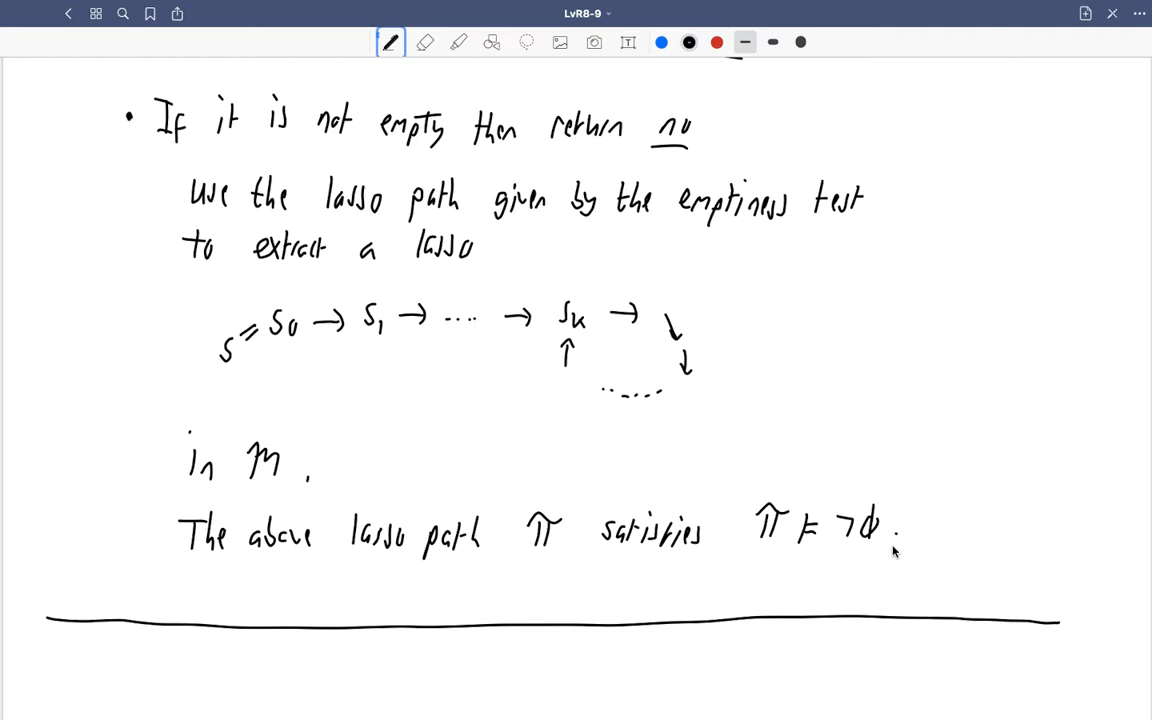 LvR8-9
• If it is not empty then return no
Use the lasso path given by the emptiness test
to extract a lasso
s = s₀ → s₁ → .... → sₖ → ↘
↑ ↓
.......
in M.
The above lasso path π satisfies π ⊨ ¬ϕ.